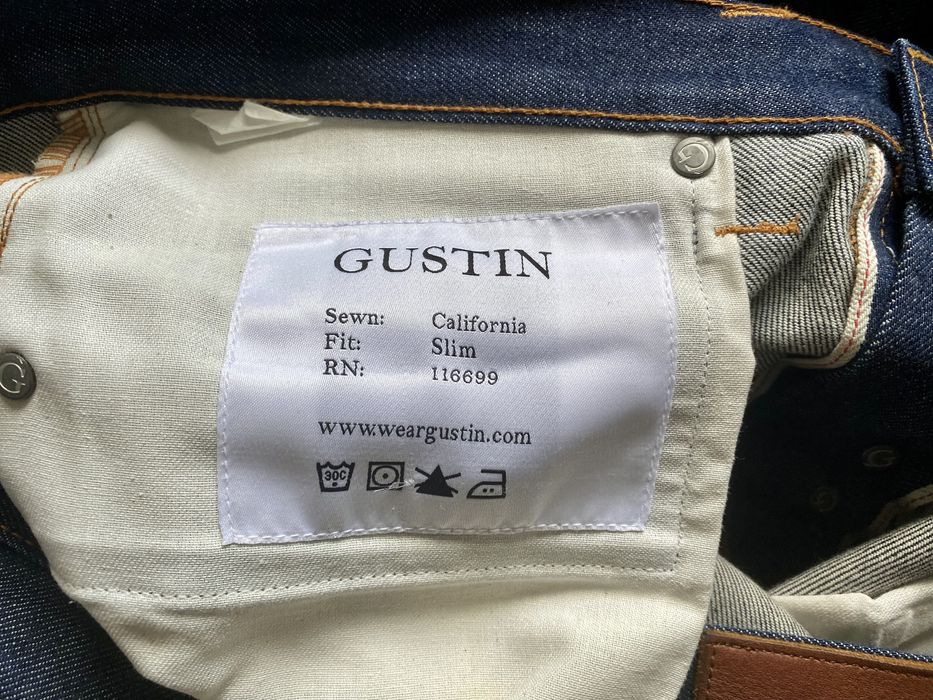 GUSTIN
Sewn: California
Fit: Slim
RN: 116699
www.weargustin.com
30C
G
G